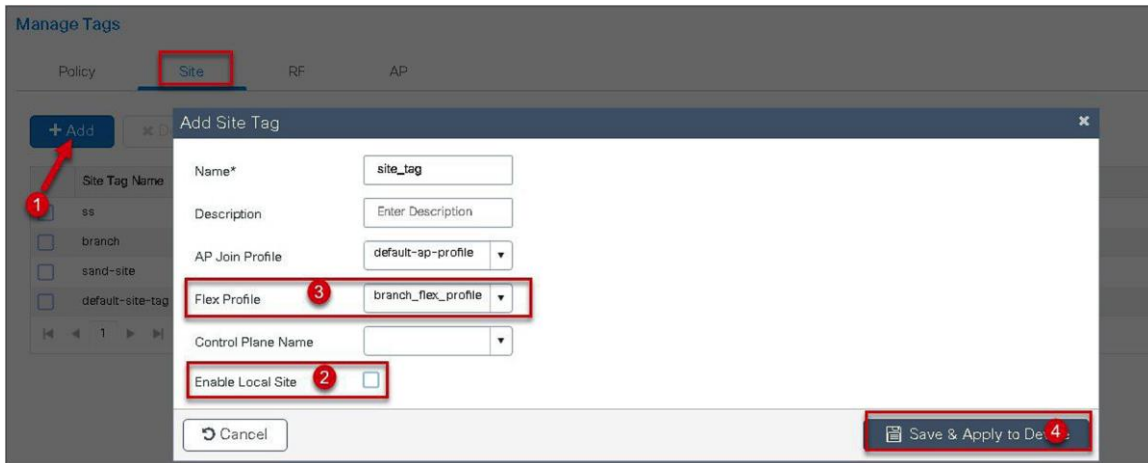 Manage Tags
Policy Site RF AP
+ Add
Add Site Tag
Name* site_tag
Site Tag Name
1
ss
Description Enter Description
branch
AP Join Profile default-ap-profile
sand-site
default-site-tag
Flex Profile 3 branch_flex_profile
1
Control Plane Name
Enable Local Site 2
Cancel
Save & Apply to 4